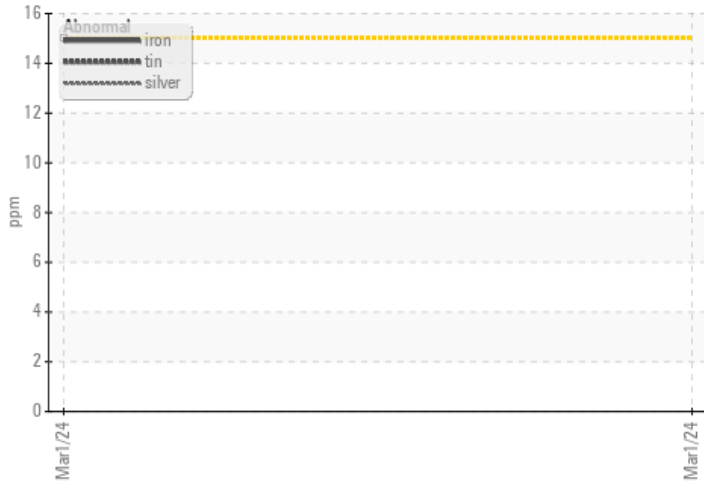 16
14
12
10
8
6
4
2
0
ppm
Abnormal
iron
tin
silver
Mar1/24
Mar1/24